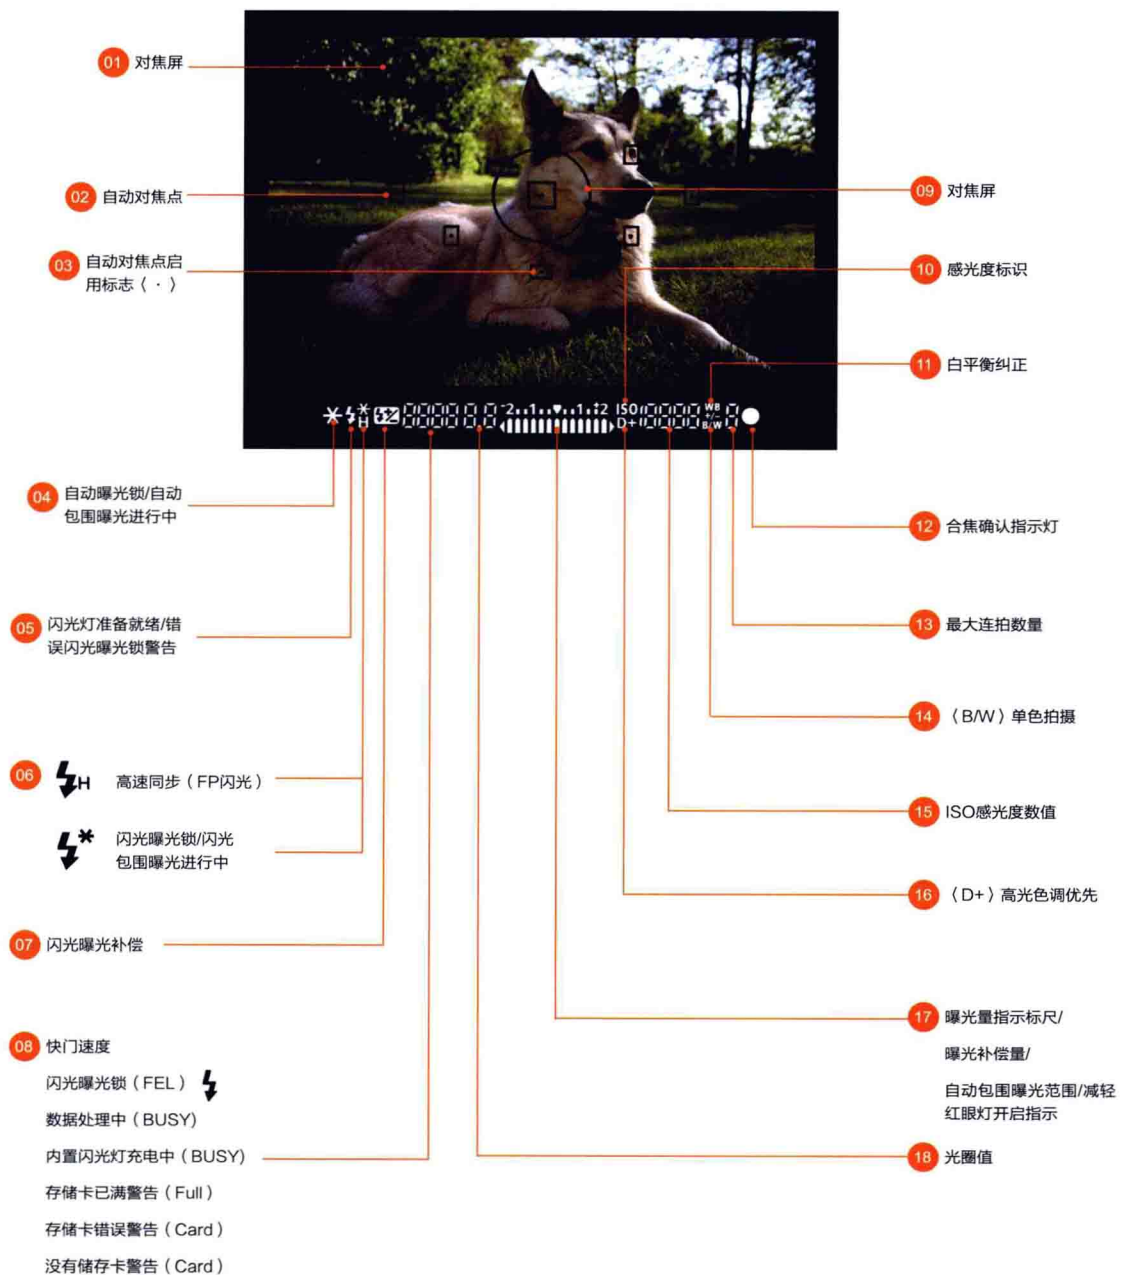 01 对焦屏
02 自动对焦点
03 自动对焦点启
用标志〈 · 〉
09 对焦屏
10 感光度标识
11 白平衡纠正
-2..1..▼..1..+2 ISO WB
+/-
H D+ B/W
04 自动曝光锁/自动
包围曝光进行中
12 合焦确认指示灯
05 闪光灯准备就绪/错
误闪光曝光锁警告
13 最大连拍数量
14 〈B/W〉单色拍摄
06 H 高速同步（FP闪光）
闪光曝光锁/闪光
包围曝光进行中
15 ISO感光度数值
16 〈D+〉高光色调优先
07 闪光曝光补偿
08 快门速度
闪光曝光锁（FEL）
数据处理中（BUSY）
内置闪光灯充电中（BUSY）
存储卡已满警告（Full）
存储卡错误警告（Card）
没有储存卡警告（Card）
17 曝光量指示标尺/
曝光补偿量/
自动包围曝光范围/减轻
红眼灯开启指示
18 光圈值